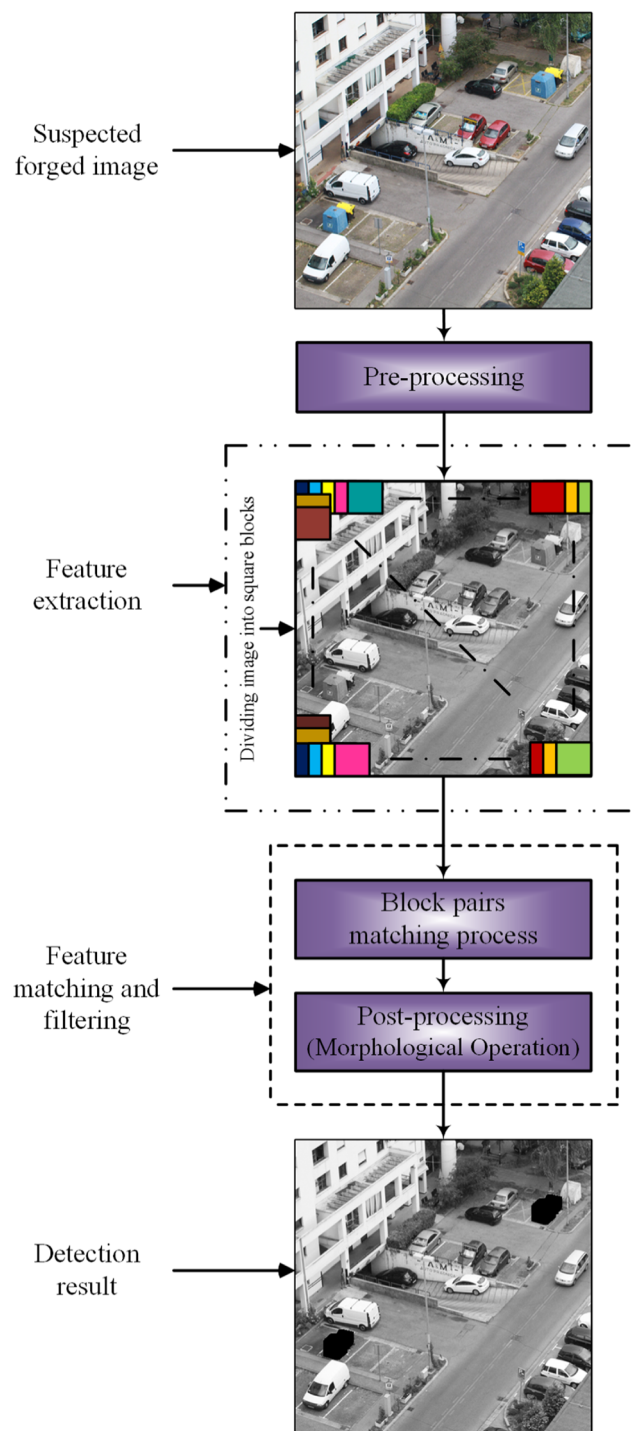 Suspected
forged image
Pre-processing
Feature
extraction
Dividing image into square blocks
Block pairs
matching process
Feature
matching and
filtering
Post-processing
(Morphological Operation)
Detection
result